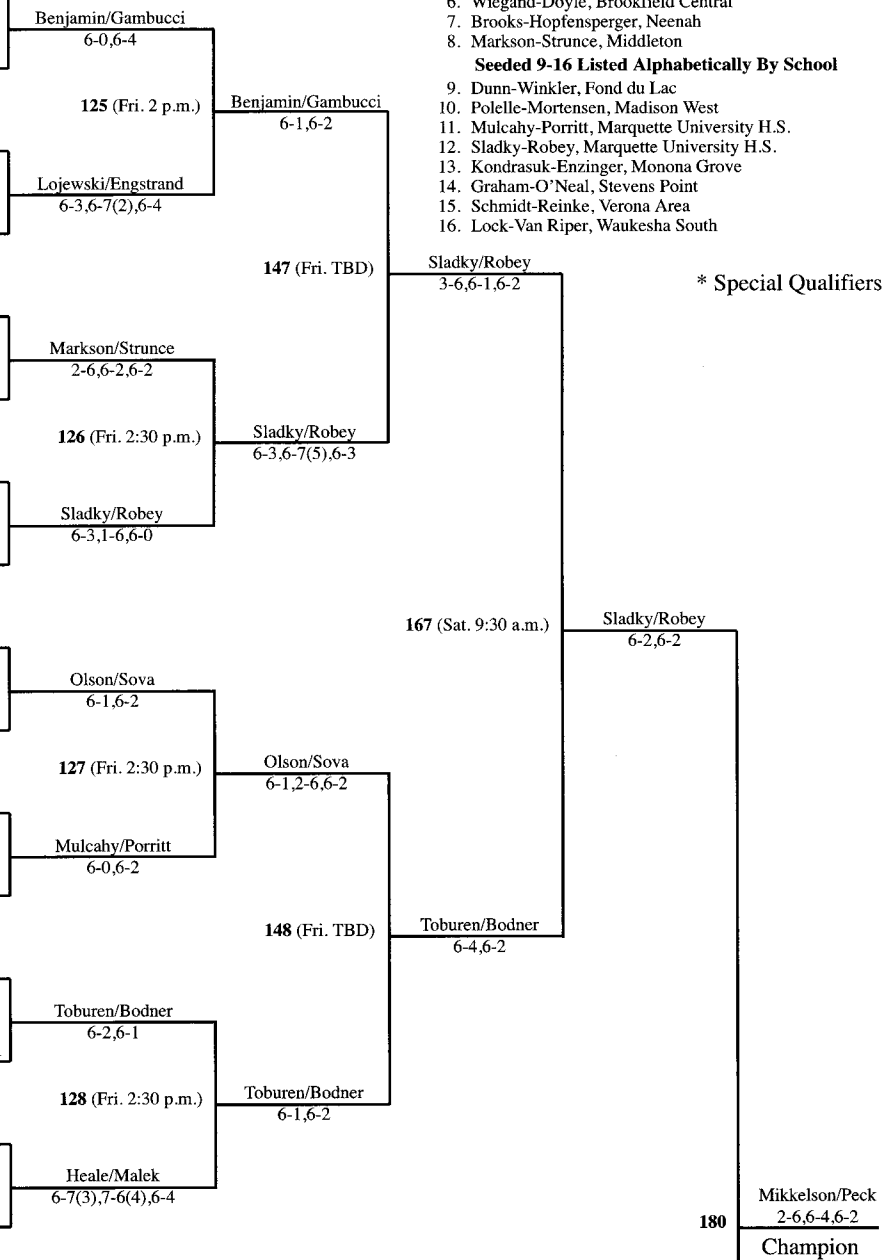 6. Wiegand-Doyle, Brookfield Central
Benjamin/Gambucci
6-0,6-4
7. Brooks-Hopfensperger, Neenah
8. Markson-Strunce, Middleton
Seeded 9-16 Listed Alphabetically By School
9. Dunn-Winkler, Fond du Lac
10. Polelle-Mortensen, Madison West
11. Mulcahy-Porritt, Marquette University H.S.
12. Sladky-Robey, Marquette University H.S.
13. Kondrasuk-Enzinger, Monona Grove
14. Graham-O'Neal, Stevens Point
15. Schmidt-Reinke, Verona Area
16. Lock-Van Riper, Waukesha South
* Special Qualifiers
125 (Fri. 2 p.m.)
Benjamin/Gambucci
6-1,6-2
Lojewski/Engstrand
6-3,6-7(2),6-4
147 (Fri. TBD)
Sladky/Robey
3-6,6-1,6-2
Markson/Strunce
2-6,6-2,6-2
126 (Fri. 2:30 p.m.)
Sladky/Robey
6-3,6-7(5),6-3
Sladky/Robey
6-3,1-6,6-0
167 (Sat. 9:30 a.m.)
Sladky/Robey
6-2,6-2
Olson/Sova
6-1,6-2
127 (Fri. 2:30 p.m.)
Olson/Sova
6-1,2-6,6-2
Mulcahy/Porritt
6-0,6-2
148 (Fri. TBD)
Toburen/Bodner
6-4,6-2
Toburen/Bodner
6-2,6-1
128 (Fri. 2:30 p.m.)
Toburen/Bodner
6-1,6-2
Heale/Malek
6-7(3),7-6(4),6-4
180
Mikkelson/Peck
2-6,6-4,6-2
Champion